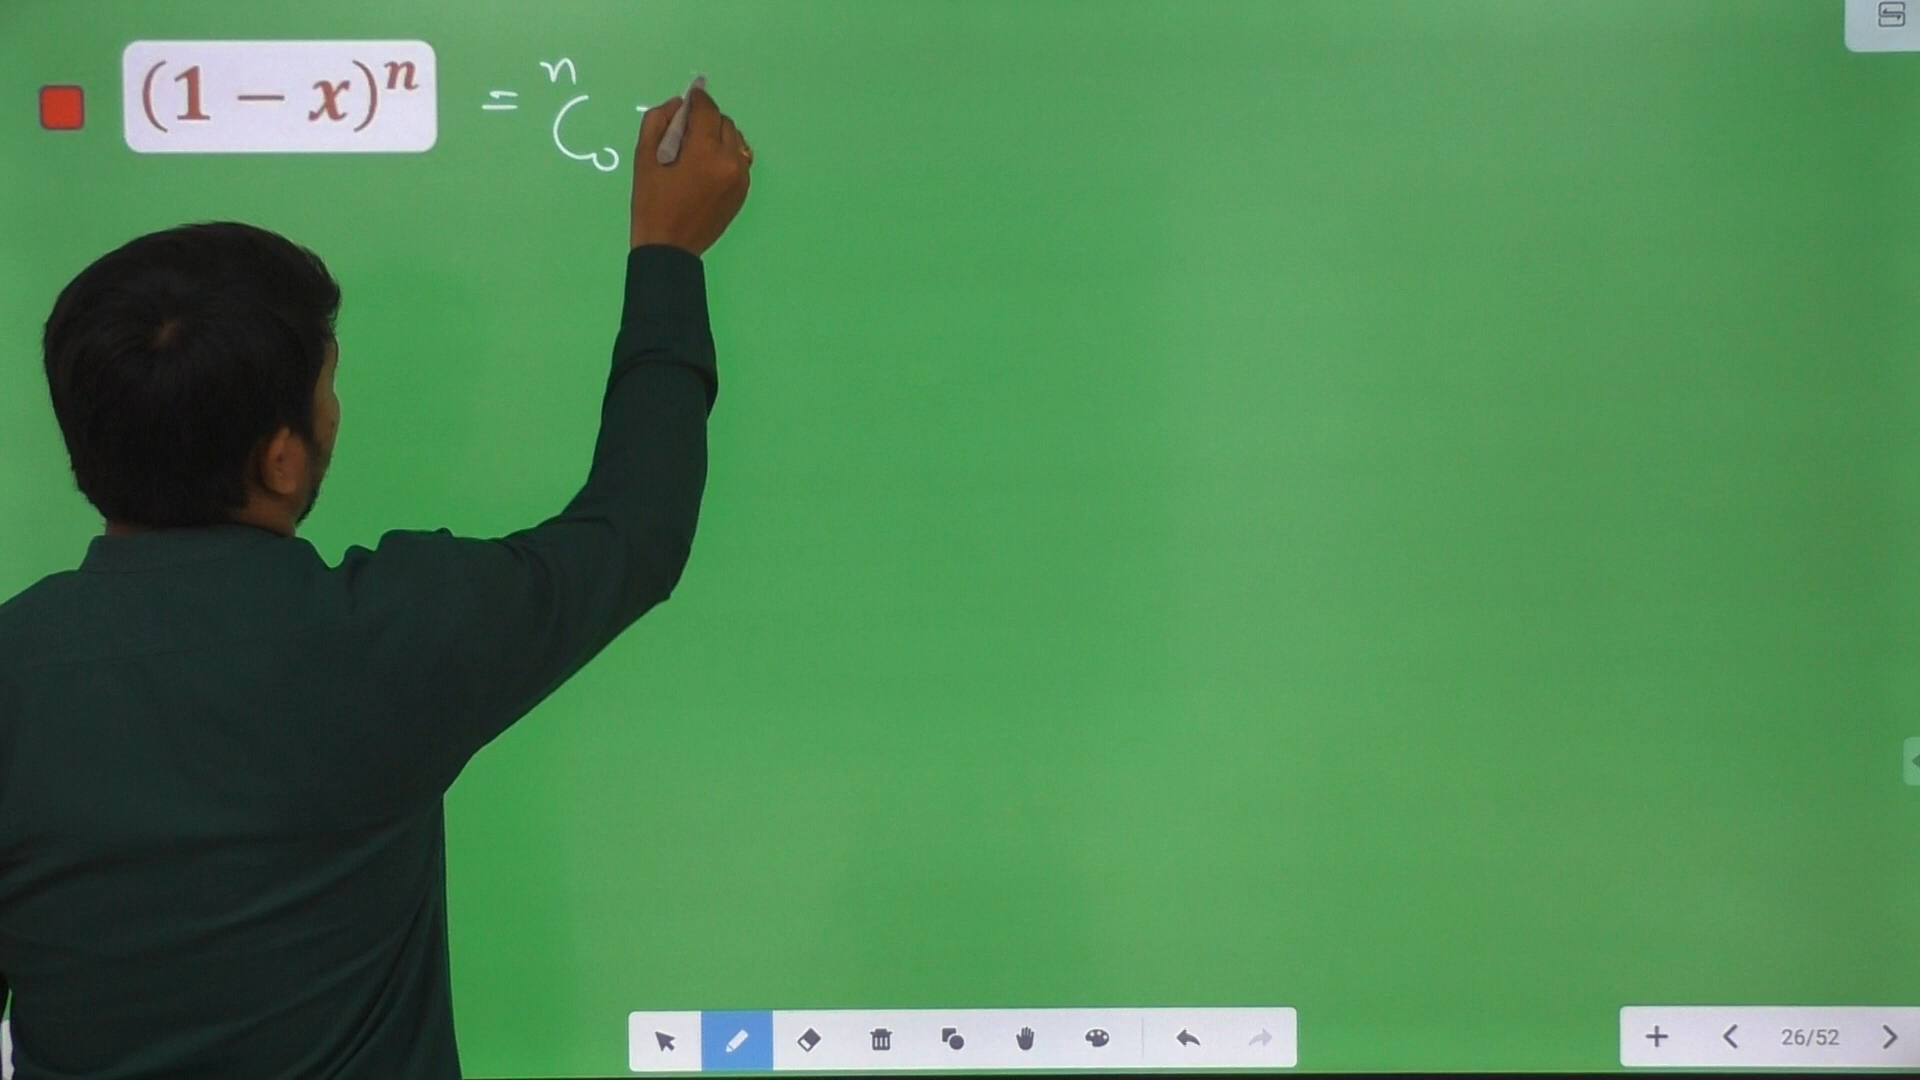 (1 − x)ⁿ = ⁿC₀ −
26/52